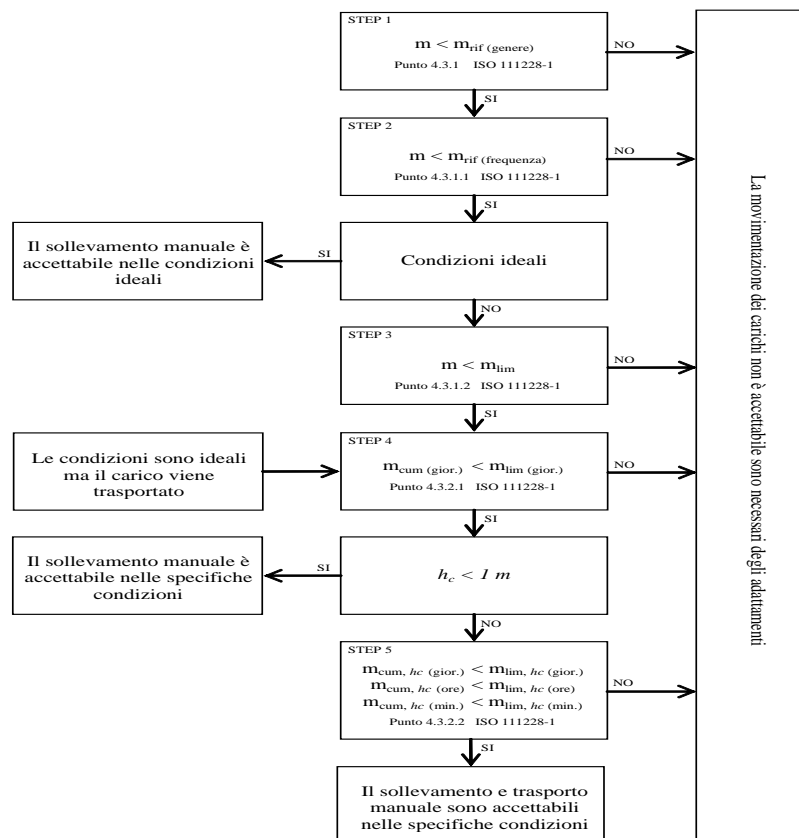 STEP 1
m < mrif (genere)
Punto 4.3.1 ISO 111228-1
NO
SI
STEP 2
m < mrif (frequenza)
Punto 4.3.1.1 ISO 111228-1
NO
SI
Il sollevamento manuale è
accettabile nelle condizioni
ideali
SI
Condizioni ideali
NO
STEP 3
m < mlim
Punto 4.3.1.2 ISO 111228-1
NO
SI
Le condizioni sono ideali
ma il carico viene
trasportato
STEP 4
mcum (gior.) < mlim (gior.)
Punto 4.3.2.1 ISO 111228-1
NO
SI
Il sollevamento manuale è
accettabile nelle specifiche
condizioni
SI
hc < 1 m
NO
STEP 5
mcum, hc (gior.) < mlim, hc (gior.)
mcum, hc (ore) < mlim, hc (ore)
mcum, hc (min.) < mlim, hc (min.)
Punto 4.3.2.2 ISO 111228-1
NO
SI
Il sollevamento e trasporto
manuale sono accettabili
nelle specifiche condizioni
La movimentazione dei carichi non è accettabile sono necessari degli adattamenti